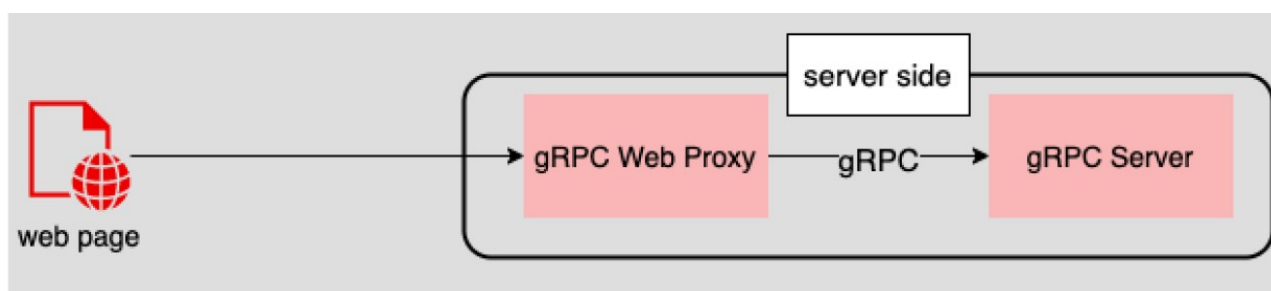 server side
gRPC Web Proxy
gRPC
gRPC Server
web page